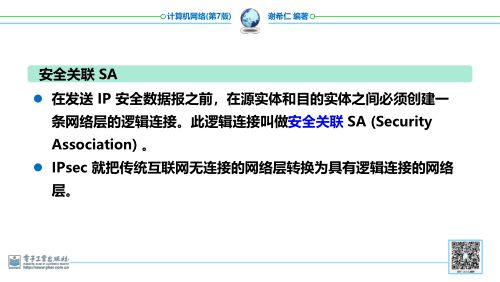 计算机网络(第7版) 谢希仁 编著
安全关联 SA
在发送 IP 安全数据报之前，在源实体和目的实体之间必须创建一
条网络层的逻辑连接。此逻辑连接叫做安全关联 SA (Security
Association) 。
IPsec 就把传统互联网无连接的网络层转换为具有逻辑连接的网络
层。
电子工业出版社
http://www.phei.com.cn